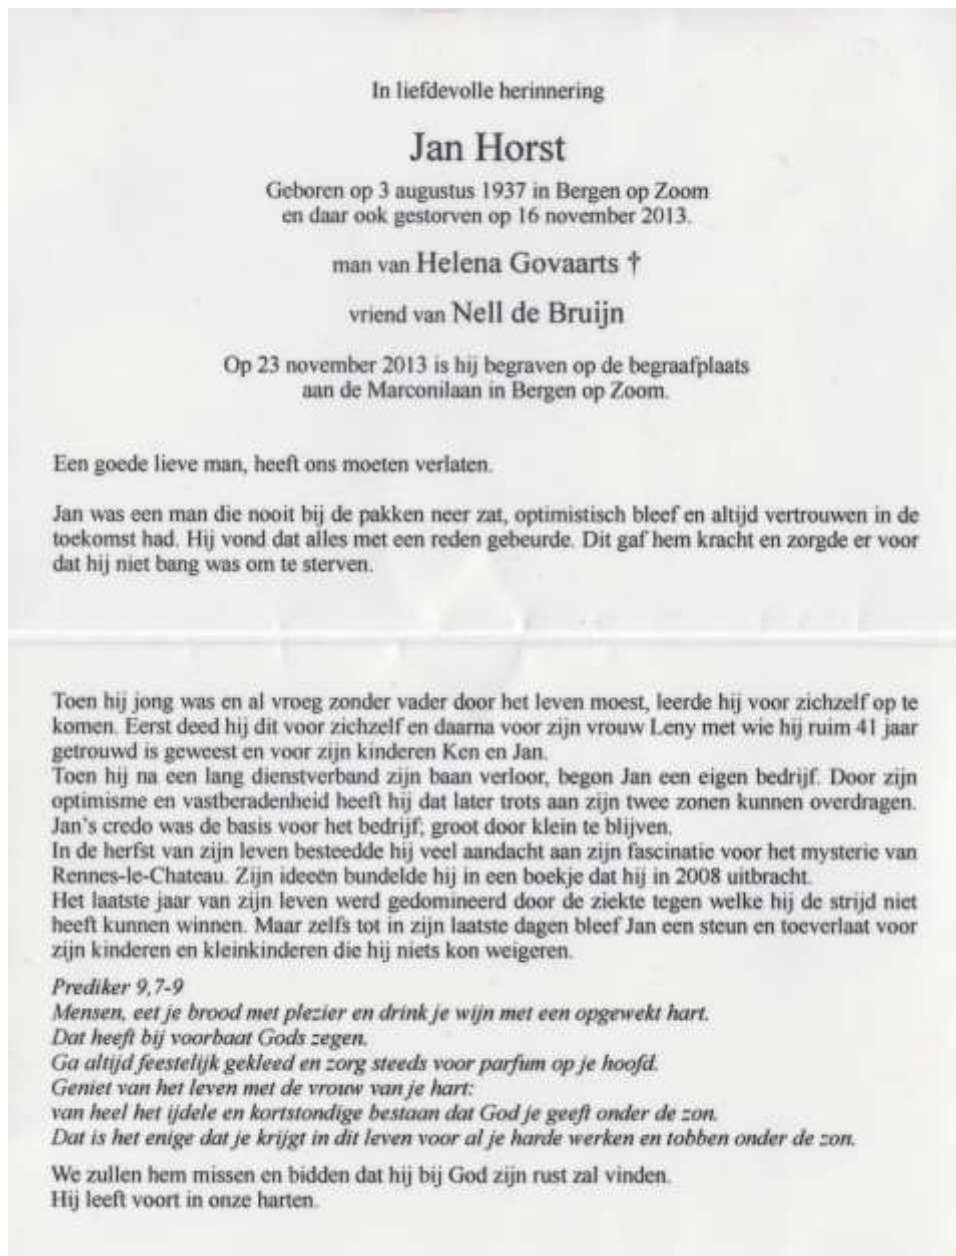 In liefdevolle herinnering
Jan Horst
Geboren op 3 augustus 1937 in Bergen op Zoom
en daar ook gestorven op 16 november 2013.
man van Helena Govaarts †
vriend van Nell de Bruijn
Op 23 november 2013 is hij begraven op de begraafplaats
aan de Marconilaan in Bergen op Zoom.
Een goede lieve man, heeft ons moeten verlaten.
Jan was een man die nooit bij de pakken neer zat, optimistisch bleef en altijd vertrouwen in de
toekomst had. Hij vond dat alles met een reden gebeurde. Dit gaf hem kracht en zorgde er voor
dat hij niet bang was om te sterven.
Toen hij jong was en al vroeg zonder vader door het leven moest, leerde hij voor zichzelf op te
komen. Eerst deed hij dit voor zichzelf en daarna voor zijn vrouw Leny met wie hij ruim 41 jaar
getrouwd is geweest en voor zijn kinderen Ken en Jan.
Toen hij na een lang dienstverband zijn baan verloor, begon Jan een eigen bedrijf. Door zijn
optimisme en vastberadenheid heeft hij dat later trots aan zijn twee zonen kunnen overdragen.
Jan's credo was de basis voor het bedrijf; groot door klein te blijven.
In de herfst van zijn leven besteedde hij veel aandacht aan zijn fascinatie voor het mysterie van
Rennes-le-Chateau. Zijn ideeën bundelde hij in een boekje dat hij in 2008 uitbracht.
Het laatste jaar van zijn leven werd gedomineerd door de ziekte tegen welke hij de strijd niet
heeft kunnen winnen. Maar zelfs tot in zijn laatste dagen bleef Jan een steun en toeverlaat voor
zijn kinderen en kleinkinderen die hij niets kon weigeren.
Prediker 9,7-9
Mensen, eet je brood met plezier en drink je wijn met een opgewekt hart.
Dat heeft bij voorbaat Gods zegen.
Ga altijd feestelijk gekleed en zorg steeds voor parfum op je hoofd.
Geniet van het leven met de vrouw van je hart:
van heel het ijdele en kortstondige bestaan dat God je geeft onder de zon.
Dat is het enige dat je krijgt in dit leven voor al je harde werken en tobben onder de zon.
We zullen hem missen en bidden dat hij bij God zijn rust zal vinden.
Hij leeft voort in onze harten.